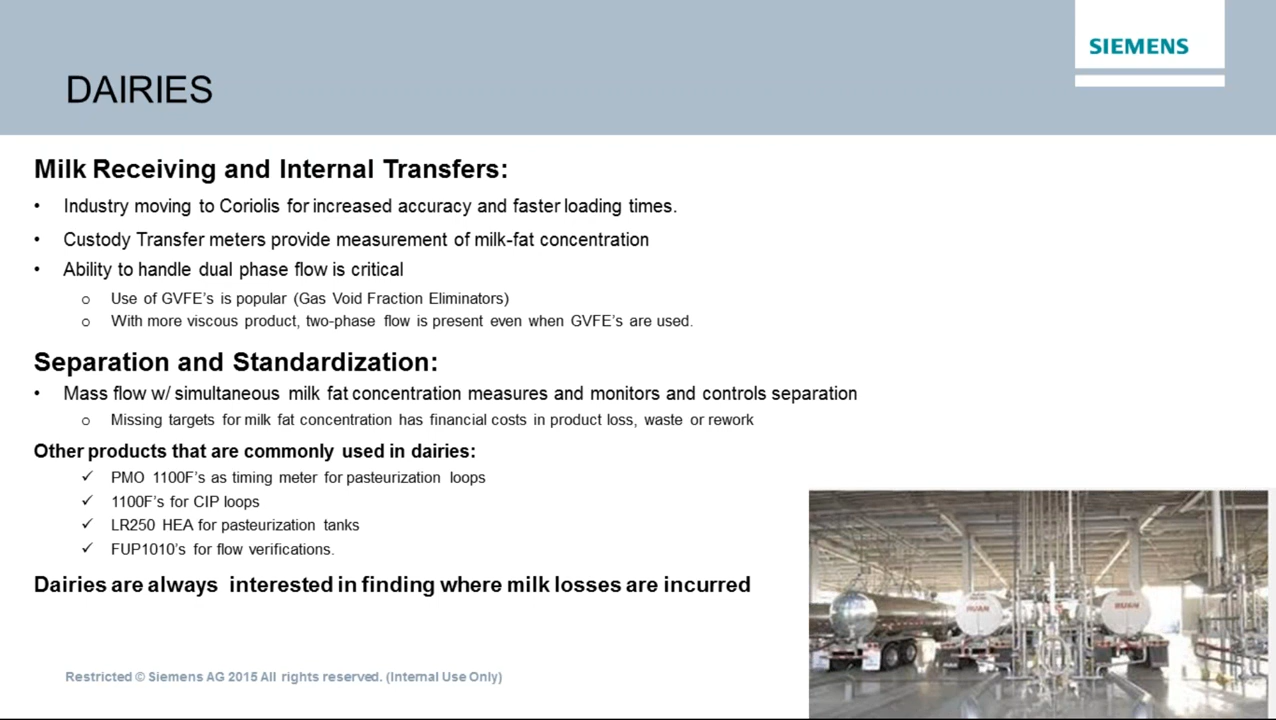 SIEMENS
DAIRIES
Milk Receiving and Internal Transfers:
• Industry moving to Coriolis for increased accuracy and faster loading times.
• Custody Transfer meters provide measurement of milk-fat concentration
• Ability to handle dual phase flow is critical
o Use of GVFE's is popular (Gas Void Fraction Eliminators)
o With more viscous product, two-phase flow is present even when GVFE's are used.
Separation and Standardization:
• Mass flow w/ simultaneous milk fat concentration measures and monitors and controls separation
o Missing targets for milk fat concentration has financial costs in product loss, waste or rework
Other products that are commonly used in dairies:
✓ PMO 1100F's as timing meter for pasteurization loops
✓ 1100F's for CIP loops
✓ LR250 HEA for pasteurization tanks
✓ FUP1010's for flow verifications.
Dairies are always interested in finding where milk losses are incurred
RUAN RUAN
Restricted © Siemens AG 2015 All rights reserved. (Internal Use Only)